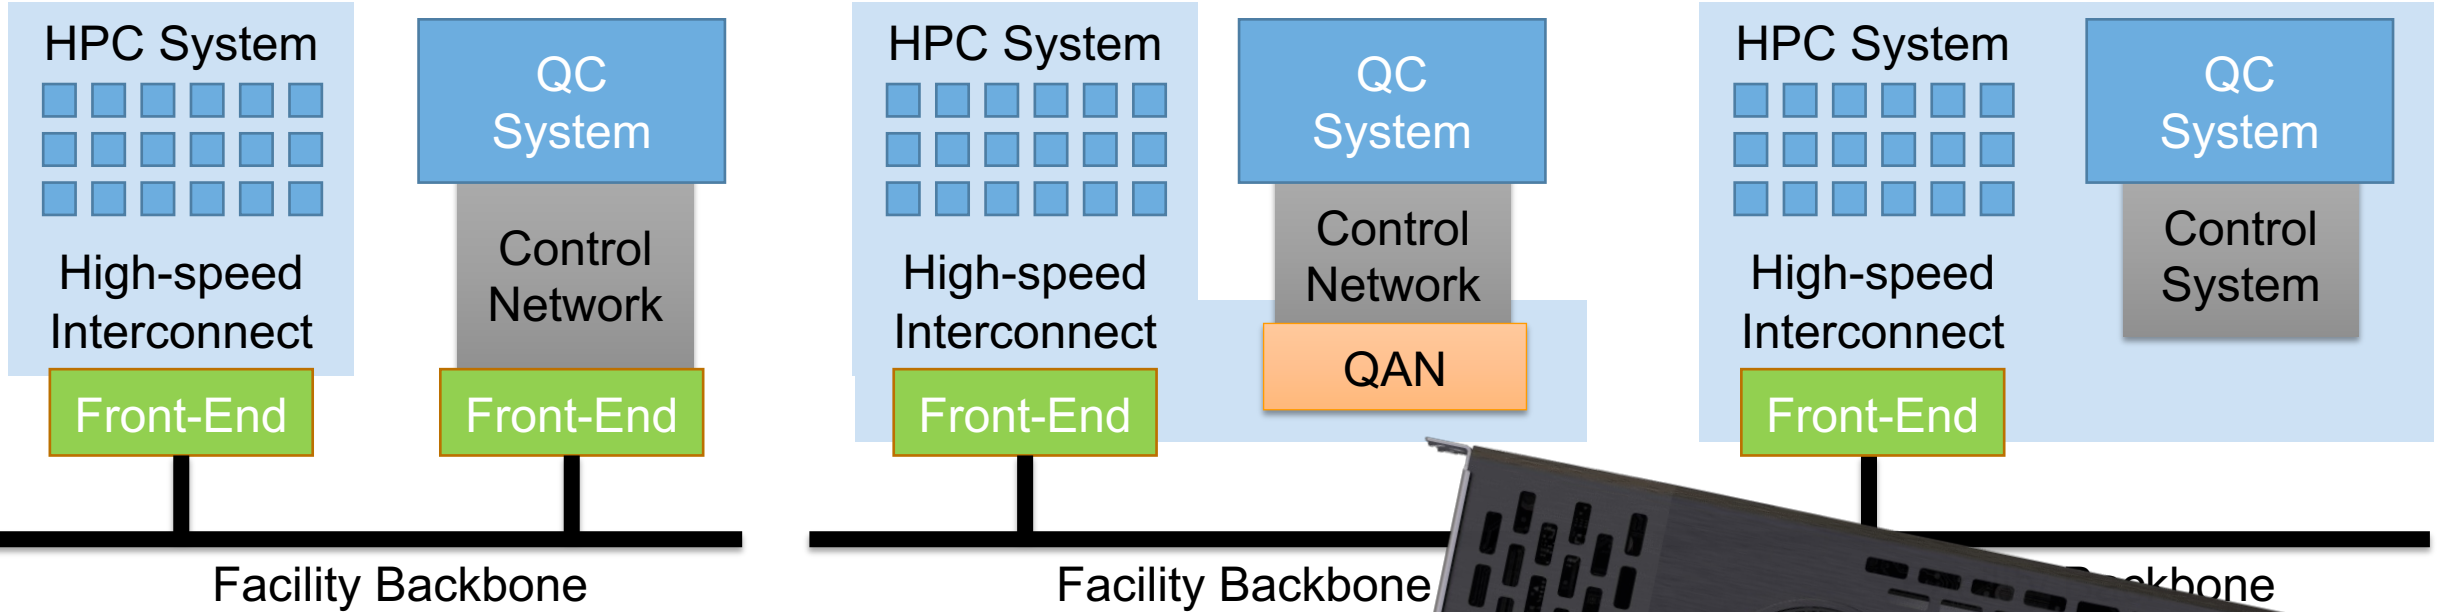 HPC System
QC
System
High-speed
Interconnect
Control
Network
Front-End
Front-End
Facility Backbone
HPC System
QC
System
High-speed
Interconnect
Control
Network
QAN
Front-End
Facility Backbone
HPC System
QC
System
High-speed
Interconnect
Control
System
Front-End